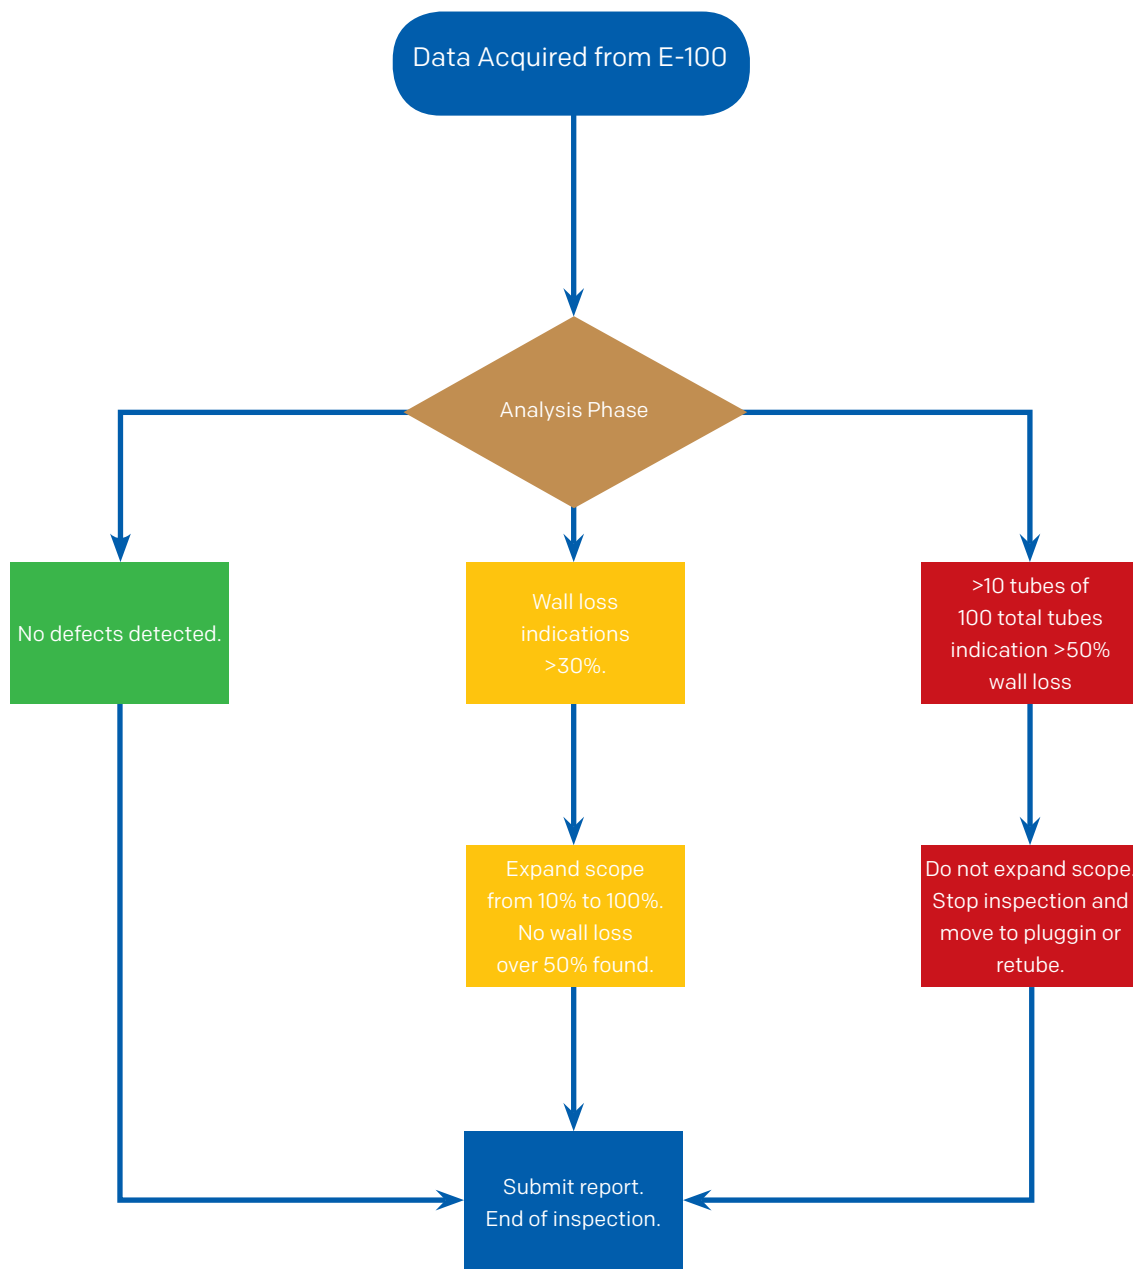 Data Acquired from E-100
Analysis Phase
No defects detected.
Wall loss
indications
>30%.
>10 tubes of
100 total tubes
indication >50%
wall loss
Expand scope
from 10% to 100%.
No wall loss
over 50% found.
Do not expand scope.
Stop inspection and
move to pluggin or
retube.
Submit report.
End of inspection.